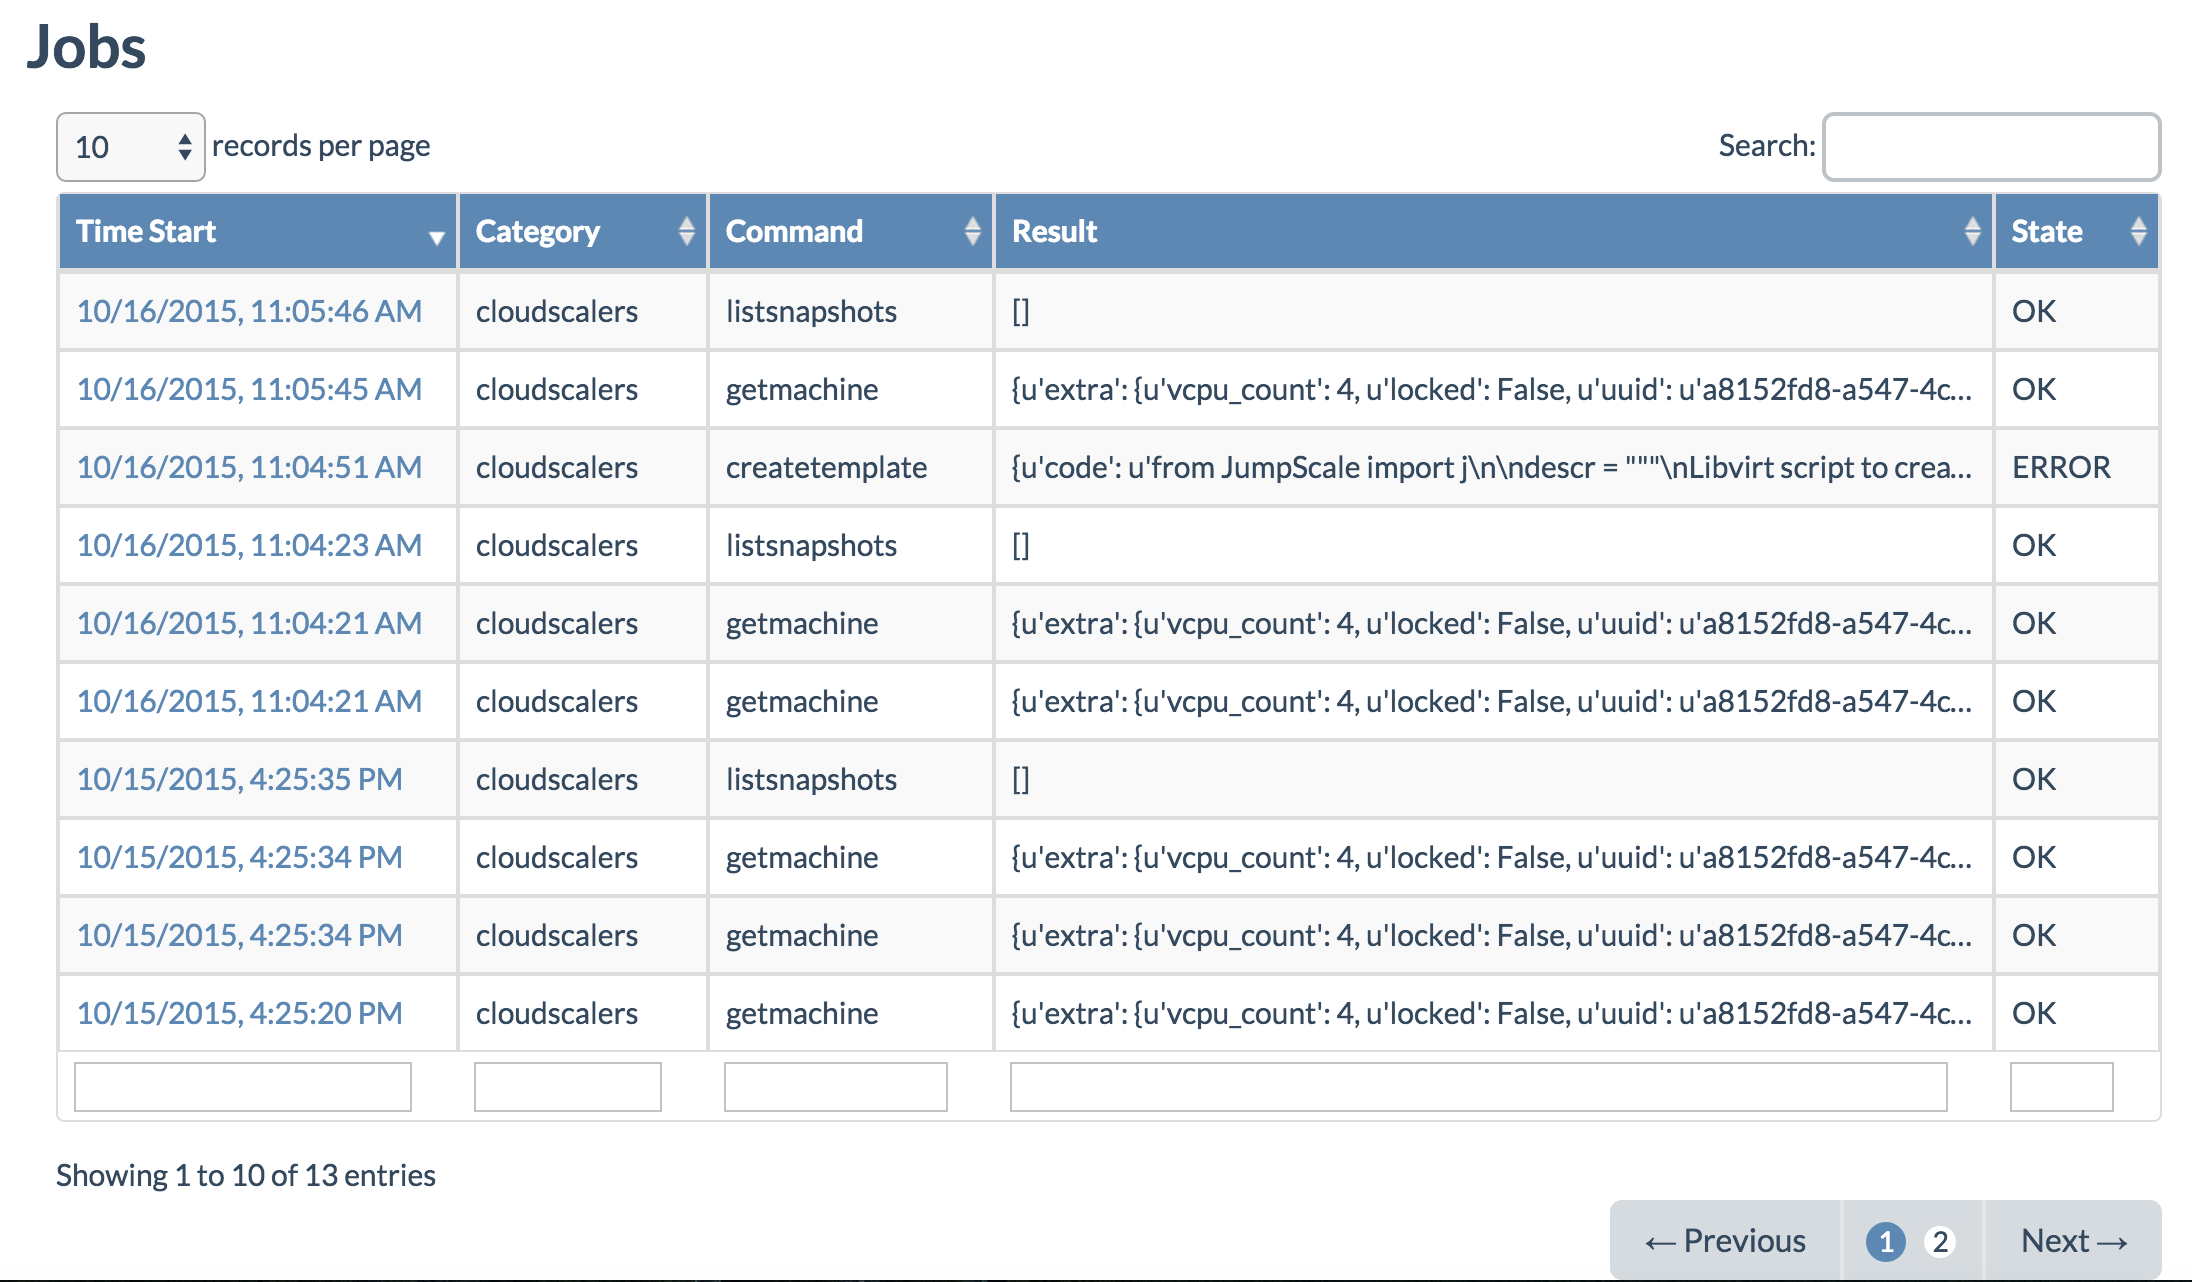 Jobs
10 records per page Search:
Time Start Category Command Result State
10/16/2015, 11:05:46 AM cloudscalers listsnapshots [] OK
10/16/2015, 11:05:45 AM cloudscalers getmachine {u'extra': {u'vcpu_count': 4, u'locked': False, u'uuid': u'a8152fd8-a547-4c... OK
10/16/2015, 11:04:51 AM cloudscalers createtemplate {u'code': u'from JumpScale import j\n\ndescr = """\nLibvirt script to crea... ERROR
10/16/2015, 11:04:23 AM cloudscalers listsnapshots [] OK
10/16/2015, 11:04:21 AM cloudscalers getmachine {u'extra': {u'vcpu_count': 4, u'locked': False, u'uuid': u'a8152fd8-a547-4c... OK
10/16/2015, 11:04:21 AM cloudscalers getmachine {u'extra': {u'vcpu_count': 4, u'locked': False, u'uuid': u'a8152fd8-a547-4c... OK
10/15/2015, 4:25:35 PM cloudscalers listsnapshots [] OK
10/15/2015, 4:25:34 PM cloudscalers getmachine {u'extra': {u'vcpu_count': 4, u'locked': False, u'uuid': u'a8152fd8-a547-4c... OK
10/15/2015, 4:25:34 PM cloudscalers getmachine {u'extra': {u'vcpu_count': 4, u'locked': False, u'uuid': u'a8152fd8-a547-4c... OK
10/15/2015, 4:25:20 PM cloudscalers getmachine {u'extra': {u'vcpu_count': 4, u'locked': False, u'uuid': u'a8152fd8-a547-4c... OK
Showing 1 to 10 of 13 entries
← Previous 1 2 Next →